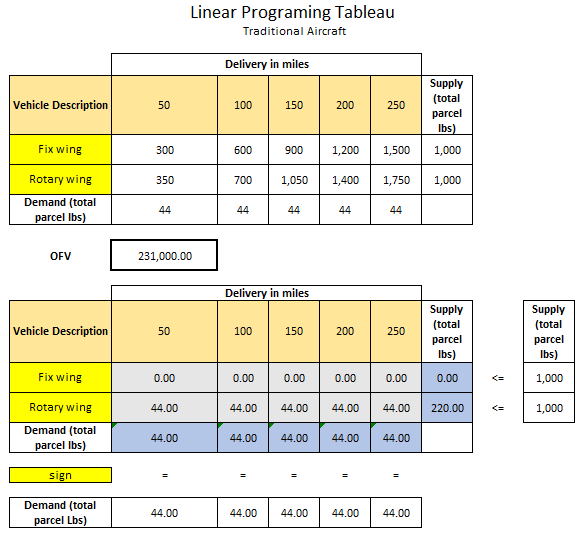 Linear Programing Tableau
Traditional Aircraft
Delivery in miles
Vehicle Description 50 100 150 200 250 Supply (total parcel lbs)
Fix wing 300 600 900 1,200 1,500 1,000
Rotary wing 350 700 1,050 1,400 1,750 1,000
Demand (total parcel lbs) 44 44 44 44 44
OFV 231,000.00
Delivery in miles
Vehicle Description 50 100 150 200 250 Supply (total parcel lbs) Supply (total parcel lbs)
Fix wing 0.00 0.00 0.00 0.00 0.00 0.00 <= 1,000
Rotary wing 44.00 44.00 44.00 44.00 44.00 220.00 <= 1,000
Demand (total parcel lbs) 44.00 44.00 44.00 44.00 44.00
sign = = = = =
Demand (total parcel Lbs) 44.00 44.00 44.00 44.00 44.00